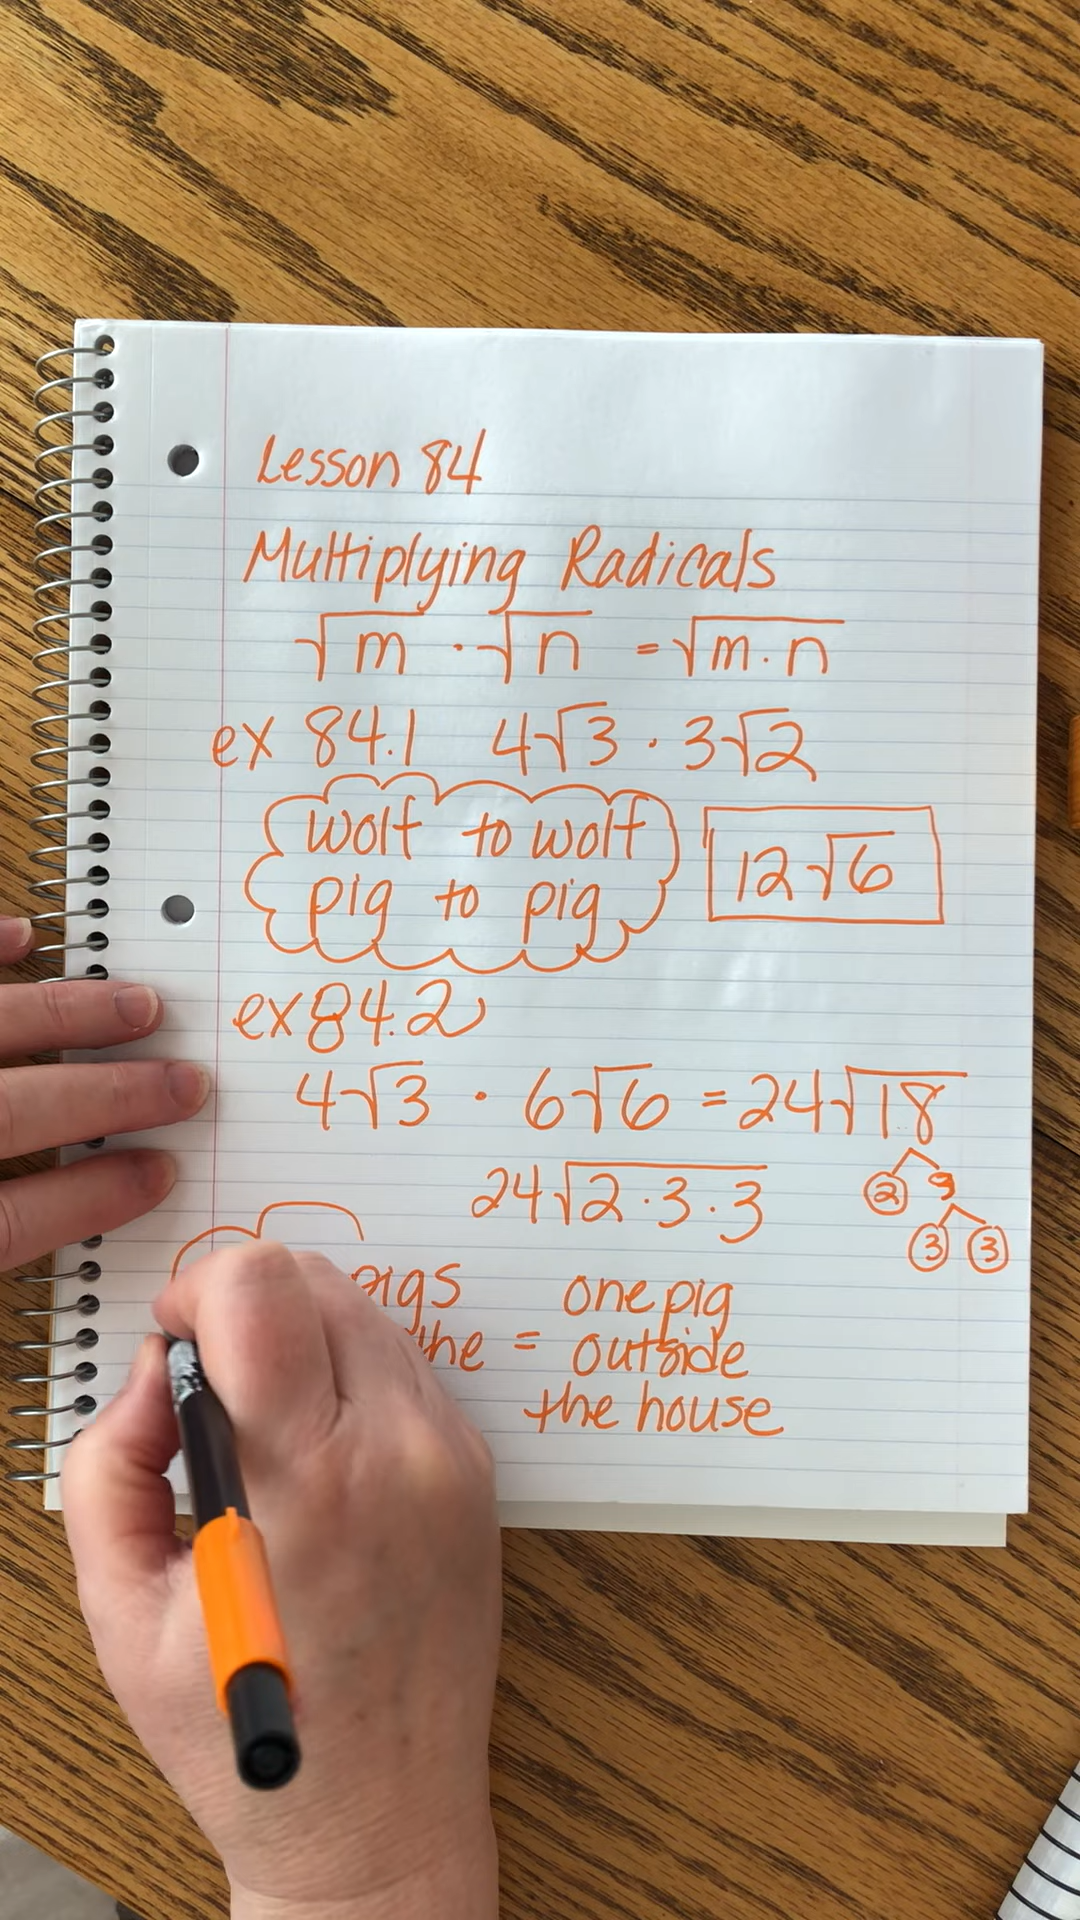 Lesson 84
Multiplying Radicals
√m · √n = √m · n
ex 84.1 4√3 · 3√2
wolf to wolf
pig to pig
12√6
ex 84.2
4√3 · 6√6 = 24√18
24√2 · 3 · 3
2 9
3 3
pigs one pig
the = outside
the house